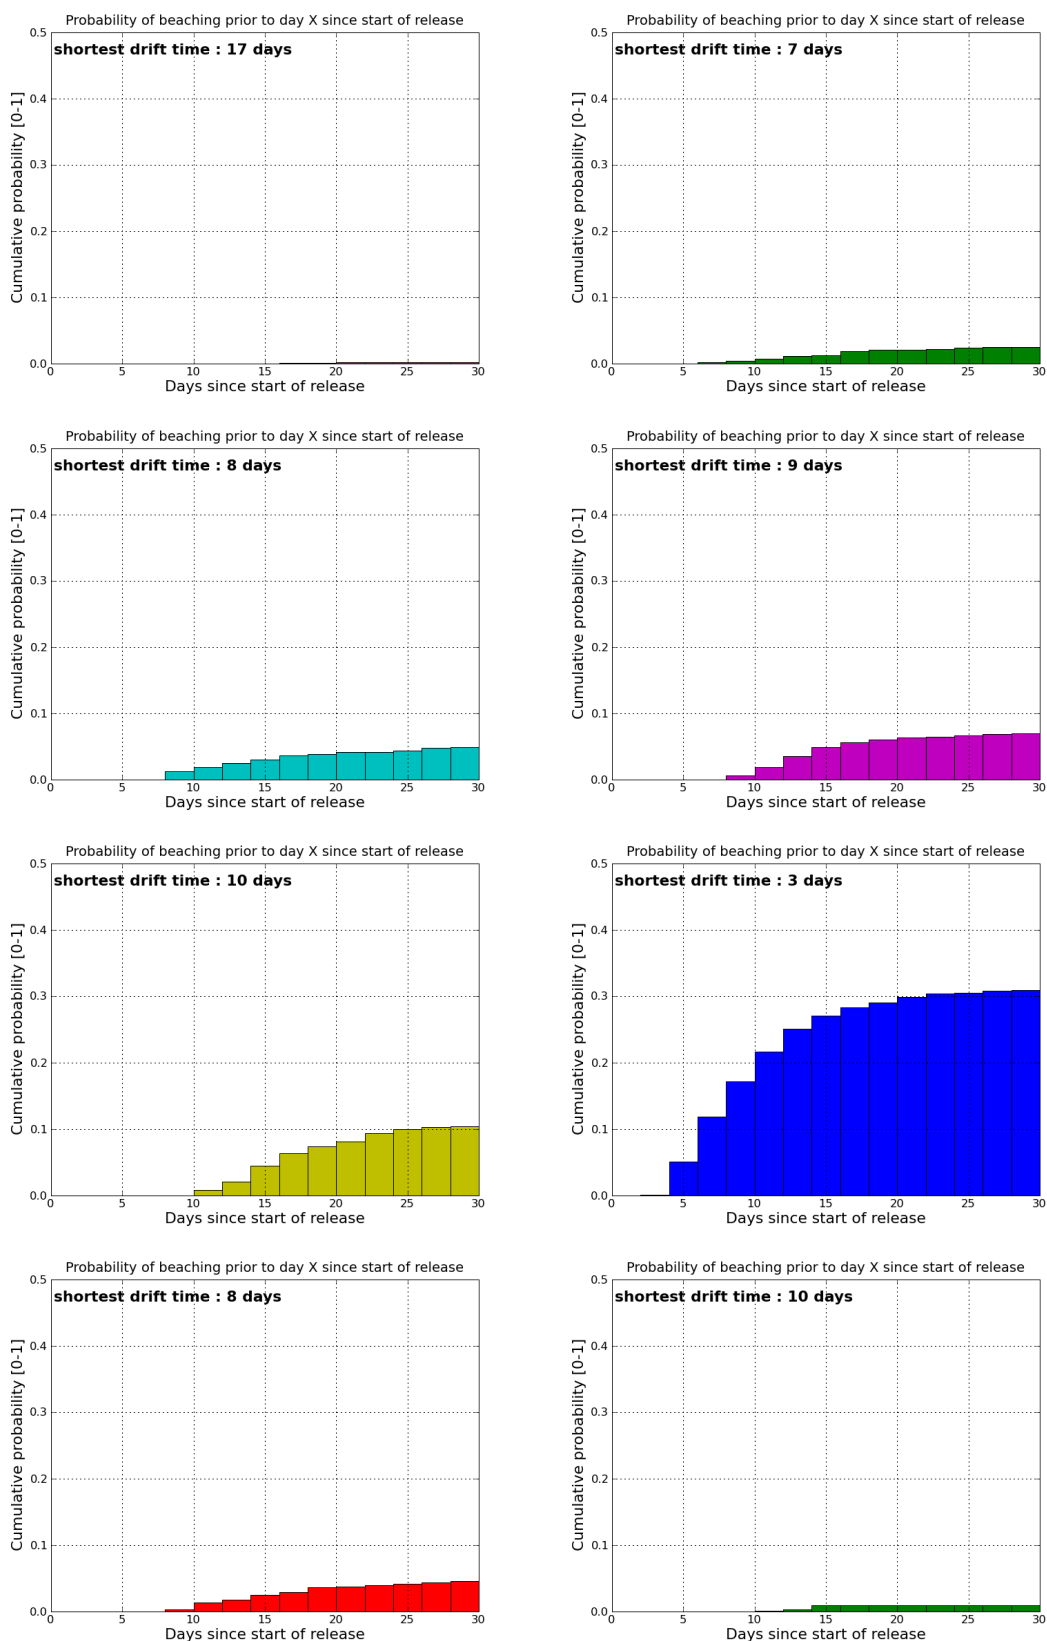 Probability of beaching prior to day X since start of release
shortest drift time : 17 days
Cumulative probability [0-1]
0.5
0.4
0.3
0.2
0.1
0.0
0 5 10 15 20 25 30
Days since start of release
Probability of beaching prior to day X since start of release
shortest drift time : 7 days
Cumulative probability [0-1]
0.5
0.4
0.3
0.2
0.1
0.0
0 5 10 15 20 25 30
Days since start of release
Probability of beaching prior to day X since start of release
shortest drift time : 8 days
Cumulative probability [0-1]
0.5
0.4
0.3
0.2
0.1
0.0
0 5 10 15 20 25 30
Days since start of release
Probability of beaching prior to day X since start of release
shortest drift time : 9 days
Cumulative probability [0-1]
0.5
0.4
0.3
0.2
0.1
0.0
0 5 10 15 20 25 30
Days since start of release
Probability of beaching prior to day X since start of release
shortest drift time : 10 days
Cumulative probability [0-1]
0.5
0.4
0.3
0.2
0.1
0.0
0 5 10 15 20 25 30
Days since start of release
Probability of beaching prior to day X since start of release
shortest drift time : 3 days
Cumulative probability [0-1]
0.5
0.4
0.3
0.2
0.1
0.0
0 5 10 15 20 25 30
Days since start of release
Probability of beaching prior to day X since start of release
shortest drift time : 8 days
Cumulative probability [0-1]
0.5
0.4
0.3
0.2
0.1
0.0
0 5 10 15 20 25 30
Days since start of release
Probability of beaching prior to day X since start of release
shortest drift time : 10 days
Cumulative probability [0-1]
0.5
0.4
0.3
0.2
0.1
0.0
0 5 10 15 20 25 30
Days since start of release